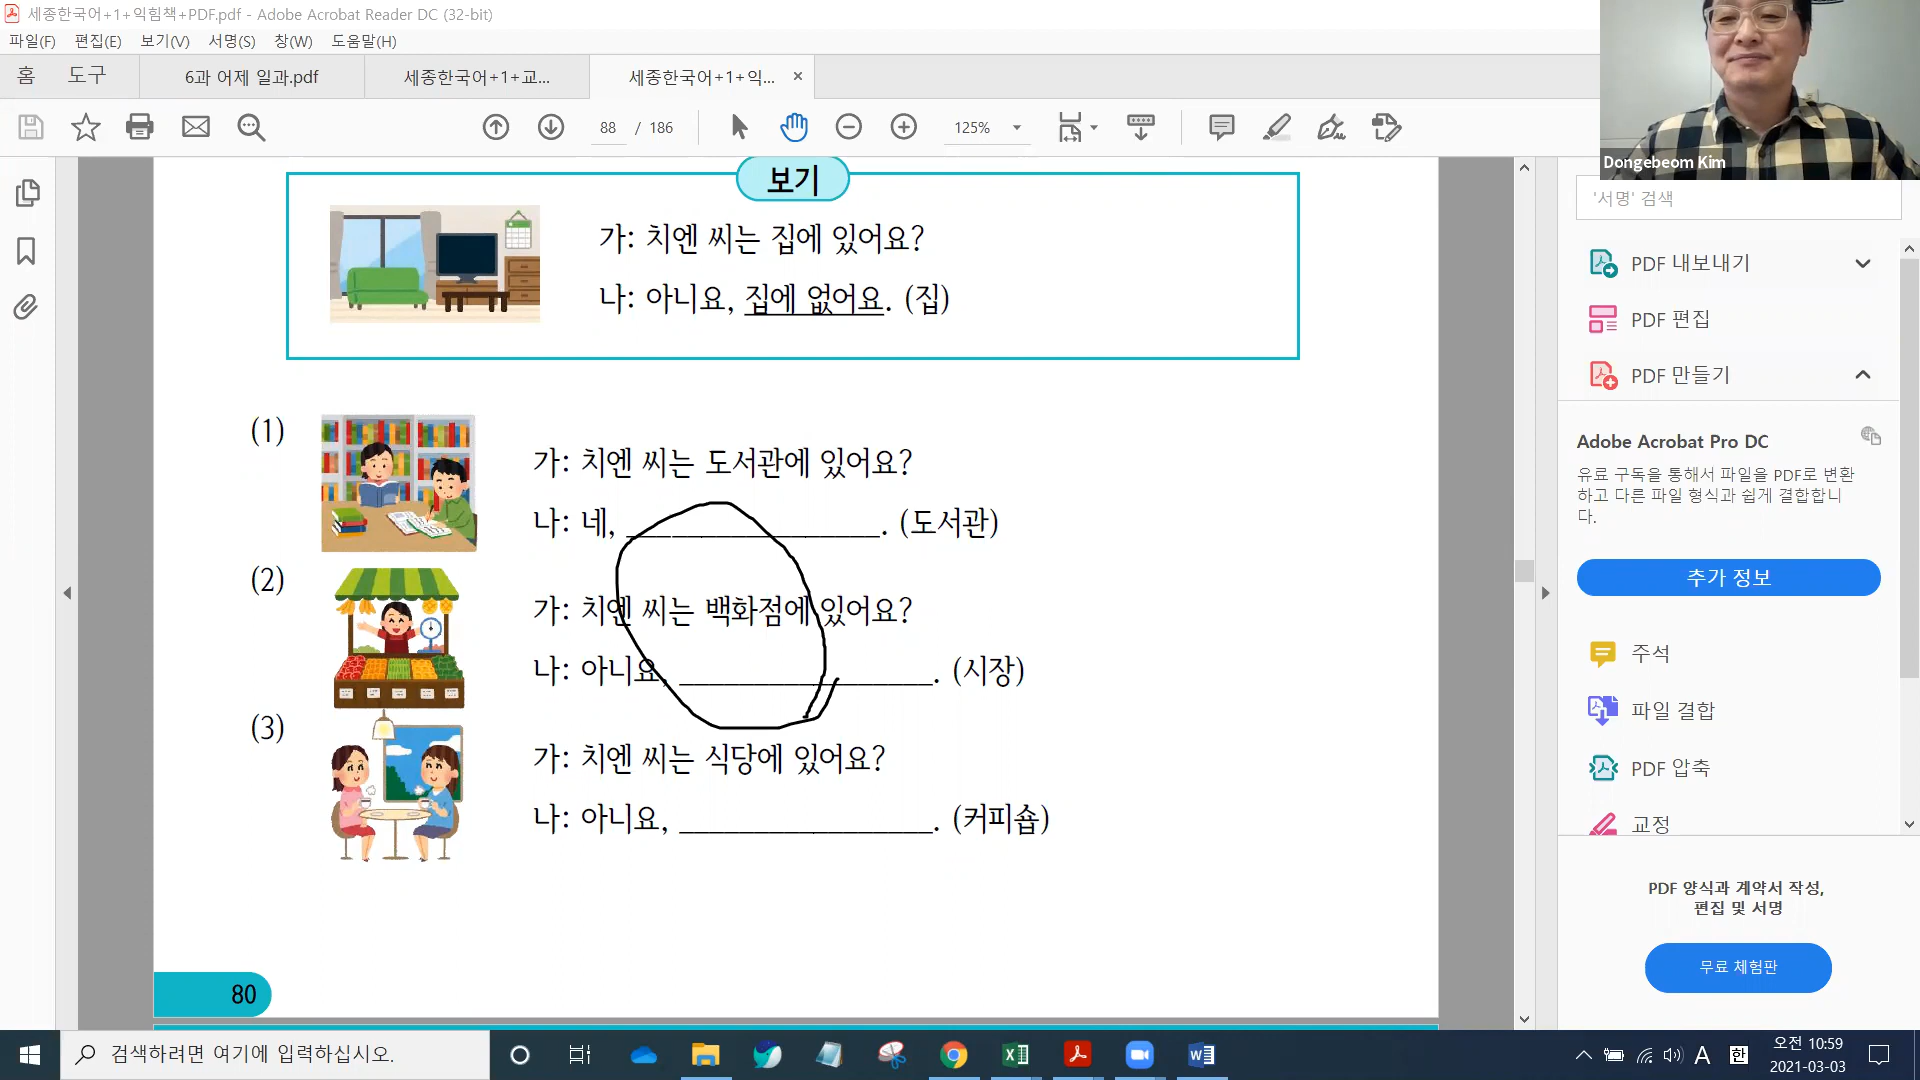 세종한국어+1+익힘책+PDF.pdf - Adobe Acrobat Reader DC (32-bit)
파일(F) 편집(E) 보기(V) 서명(S) 창(W) 도움말(H)
홈 도구 6과 어제 일과.pdf 세종한국어+1+교... 세종한국어+1+익... ×
88 / 186 125%
Dongebeom Kim
보기
가: 치엔 씨는 집에 있어요?
나: 아니요, 집에 없어요. (집)
(1)
가: 치엔 씨는 도서관에 있어요?
나: 네, _________________. (도서관)
(2)
가: 치엔 씨는 백화점에 있어요?
나: 아니요, _________________. (시장)
(3)
가: 치엔 씨는 식당에 있어요?
나: 아니요, _________________. (커피숍)
80
'서명' 검색
PDF 내보내기
PDF 편집
PDF 만들기
Adobe Acrobat Pro DC
유료 구독을 통해서 파일을 PDF로 변환
하고 다른 파일 형식과 쉽게 결합합니
다.
추가 정보
주석
파일 결합
PDF 압축
교정
PDF 양식과 계약서 작성,
편집 및 서명
무료 체험판
검색하려면 여기에 입력하십시오.
A 한 오전 10:59
2021-03-03